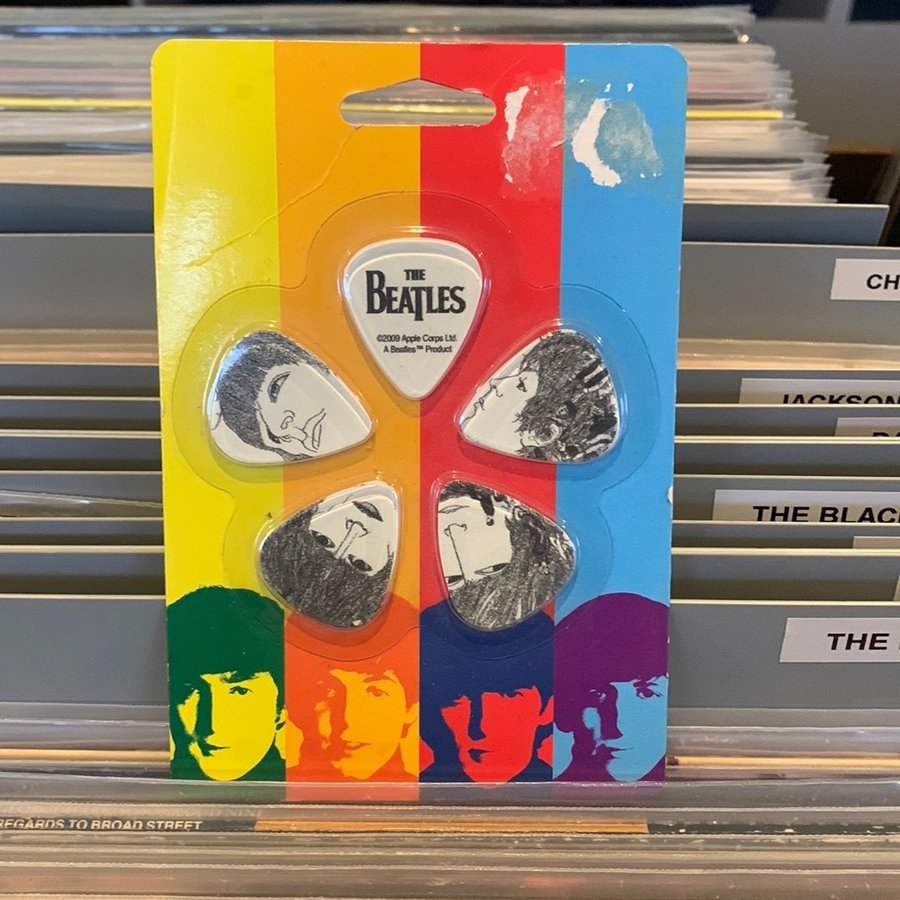 THE
BEATLES
©2009 Apple Corps Ltd.
A Beatles™ Product
CH
JACKSON
THE BLAC
THE
REGARDS TO BROAD STREET